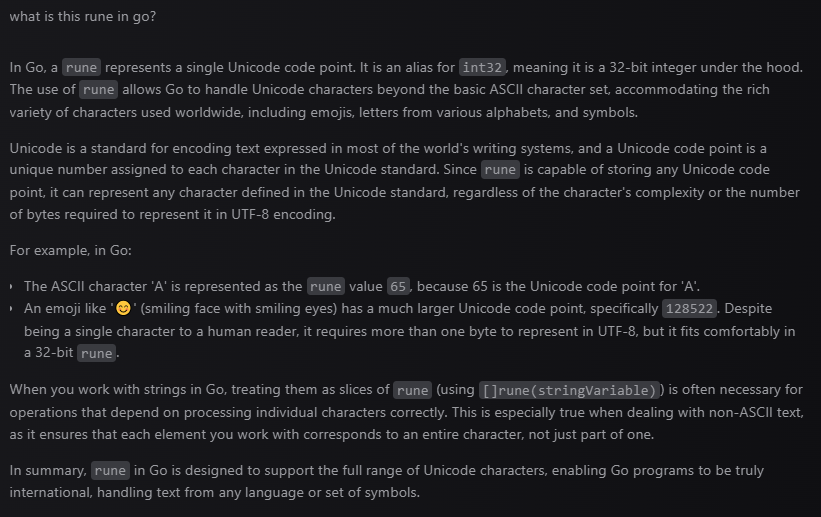 what is this rune in go?
In Go, a rune represents a single Unicode code point. It is an alias for int32, meaning it is a 32-bit integer under the hood.
The use of rune allows Go to handle Unicode characters beyond the basic ASCII character set, accommodating the rich
variety of characters used worldwide, including emojis, letters from various alphabets, and symbols.
Unicode is a standard for encoding text expressed in most of the world's writing systems, and a Unicode code point is a
unique number assigned to each character in the Unicode standard. Since rune is capable of storing any Unicode code
point, it can represent any character defined in the Unicode standard, regardless of the character's complexity or the number
of bytes required to represent it in UTF-8 encoding.
For example, in Go:
• The ASCII character 'A' is represented as the rune value 65, because 65 is the Unicode code point for 'A'.
• An emoji like '😊' (smiling face with smiling eyes) has a much larger Unicode code point, specifically 128522. Despite
being a single character to a human reader, it requires more than one byte to represent in UTF-8, but it fits comfortably in
a 32-bit rune.
When you work with strings in Go, treating them as slices of rune (using []rune(stringVariable)) is often necessary for
operations that depend on processing individual characters correctly. This is especially true when dealing with non-ASCII text,
as it ensures that each element you work with corresponds to an entire character, not just part of one.
In summary, rune in Go is designed to support the full range of Unicode characters, enabling Go programs to be truly
international, handling text from any language or set of symbols.